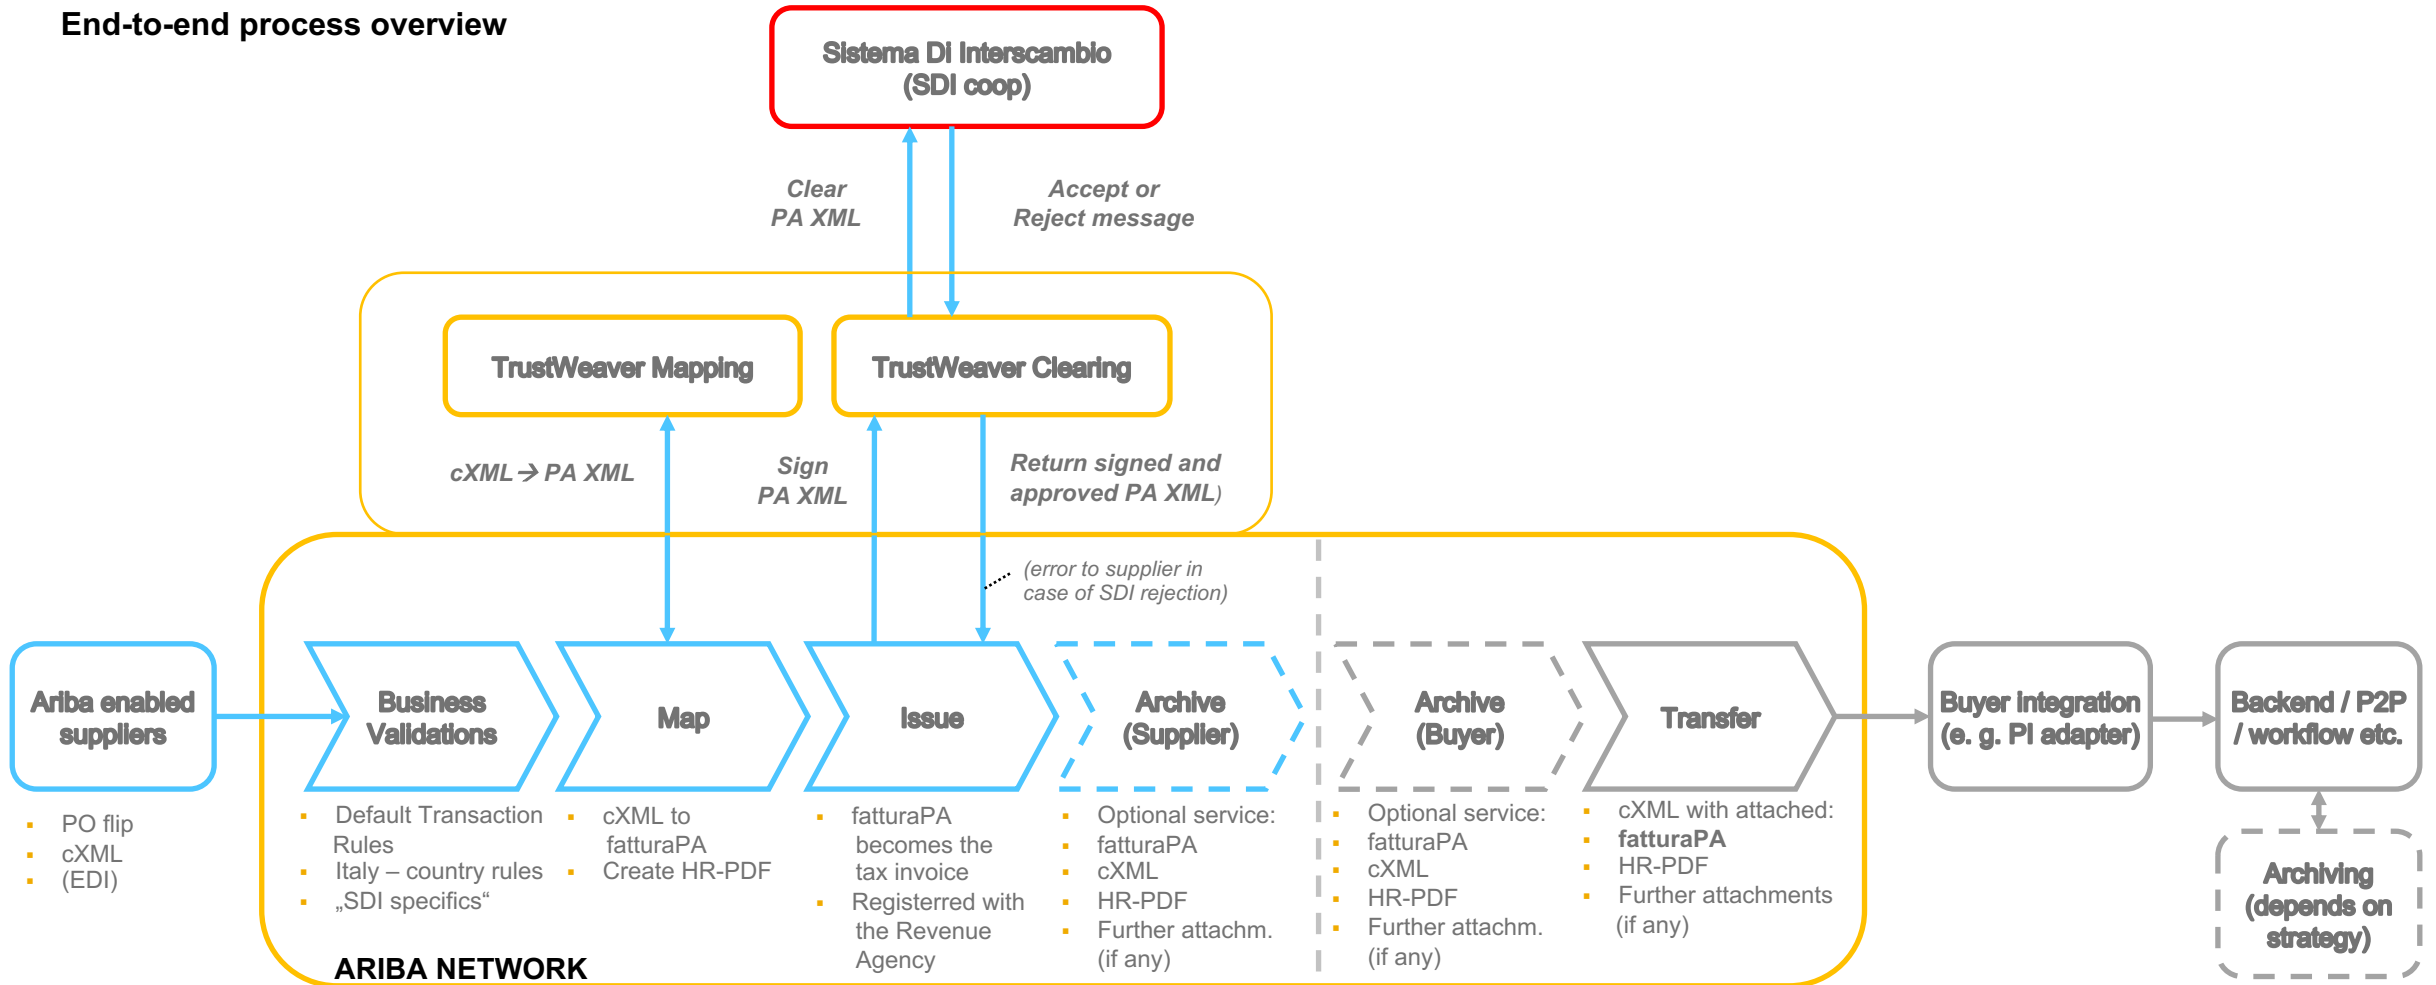 End-to-end process overview
Sistema Di Interscambio
(SDI coop)
Clear
PA XML
Accept or
Reject message
TrustWeaver Mapping
TrustWeaver Clearing
cXML→ PA XML
Sign
PA XML
Return signed and
approved PA XML)
(error to supplier in
case of SDI rejection)
Ariba enabled
suppliers
▪ PO flip
▪ cXML
▪ (EDI)
Business
Validations
▪ Default Transaction
Rules
▪ Italy – country rules
▪ „SDI specifics“
Map
▪ cXML to
fatturaPA
▪ Create HR-PDF
Issue
▪ fatturaPA
becomes the
tax invoice
▪ Registerred with
the Revenue
Agency
Archive
(Supplier)
▪ Optional service:
▪ fatturaPA
▪ cXML
▪ HR-PDF
▪ Further attachm.
(if any)
Archive
(Buyer)
▪ Optional service:
▪ fatturaPA
▪ cXML
▪ HR-PDF
▪ Further attachm.
(if any)
Transfer
▪ cXML with attached:
▪ fatturaPA
▪ HR-PDF
▪ Further attachments
(if any)
Buyer integration
(e. g. PI adapter)
Backend / P2P
/ workflow etc.
Archiving
(depends on
strategy)
ARIBA NETWORK